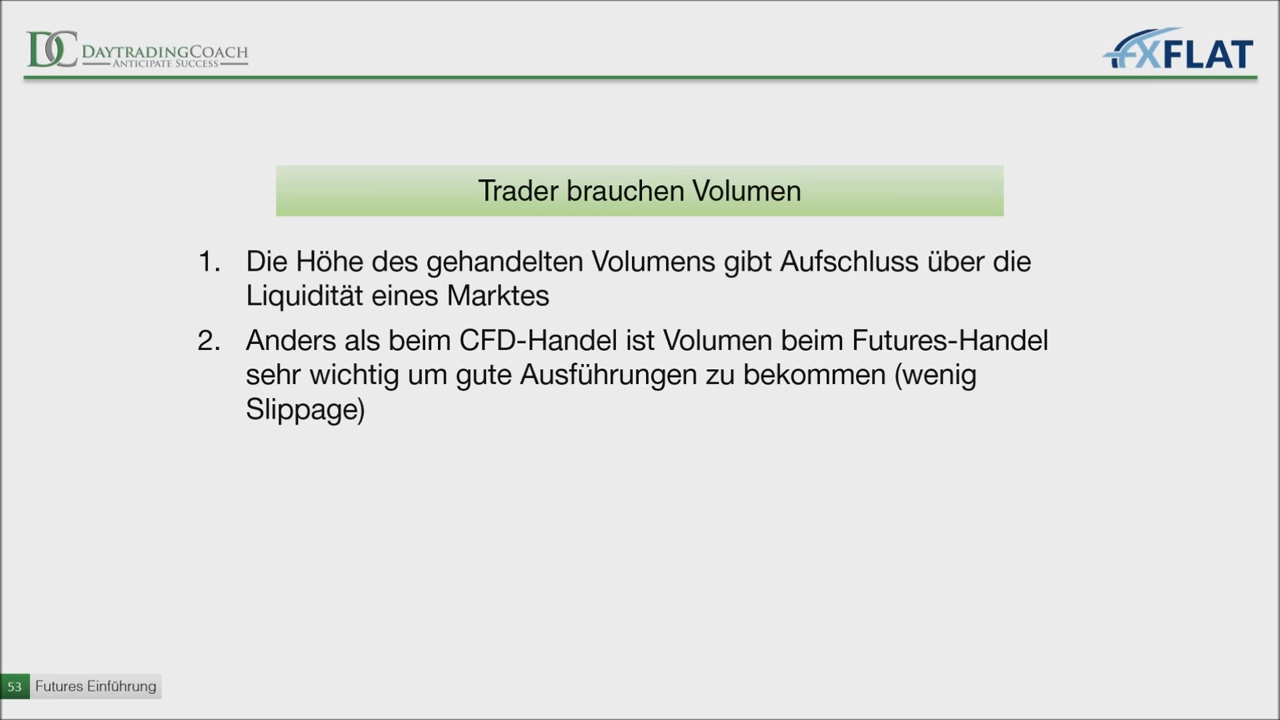 DC DAYTRADINGCOACH
ANTICIPATE SUCCESS
FXFLAT
Trader brauchen Volumen
1. Die Höhe des gehandelten Volumens gibt Aufschluss über die
Liquidität eines Marktes
2. Anders als beim CFD-Handel ist Volumen beim Futures-Handel
sehr wichtig um gute Ausführungen zu bekommen (wenig
Slippage)
53 Futures Einführung